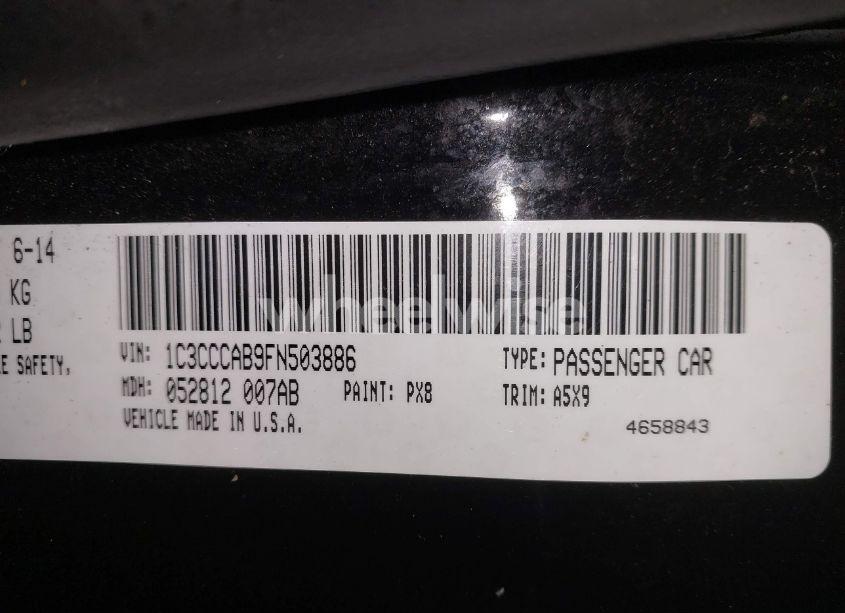 6-14
KG
LB
SAFETY,
wheelwise
VIN: 1C3CCCAB9FN503886
TYPE: PASSENGER CAR
MDH: 052812 007AB
PAINT: PX8
TRIM: A5X9
VEHICLE MADE IN U.S.A.
4658843